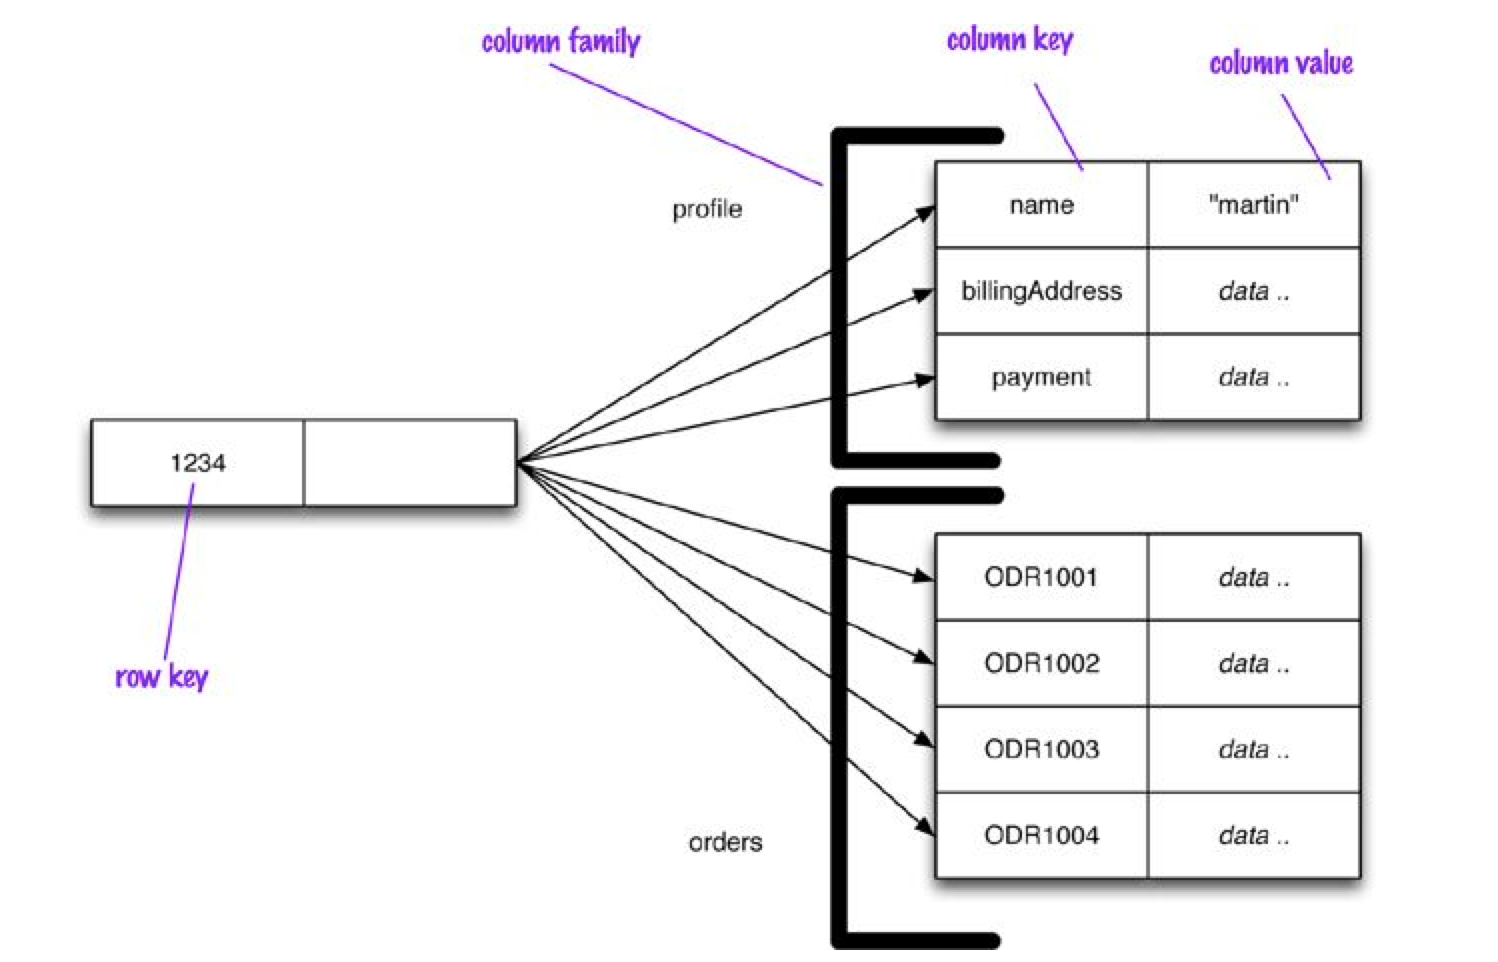 column family
column key
column value
profile
name
"martin"
billingAddress
data ..
payment
data ..
1234
row key
ODR1001
data ..
ODR1002
data ..
ODR1003
data ..
orders
ODR1004
data ..